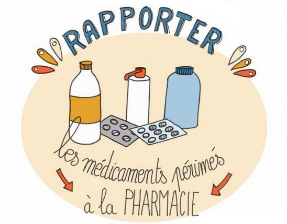 RAPPORTER
les médicaments périmés
à la PHARMACIE